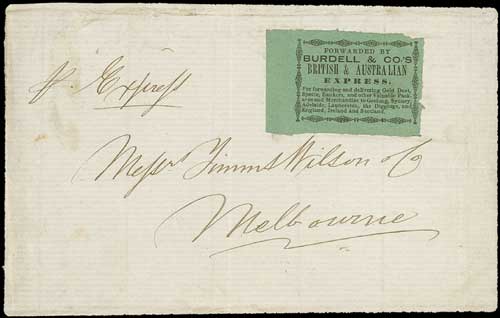 FORWARDED BY
BURDELL & CO.'S
BRITISH & AUSTRALIAN
EXPRESS.
For forwarding and delivering Gold Dust,
Specie, Bankers, and other Valuable Pack-
ages and Merchandise to Geelong, Sydney,
Adelaide, Launceston, the Diggings, and
England, Ireland and Scotland.
pr Express
Messrs Timms Wilson & Co
Melbourne